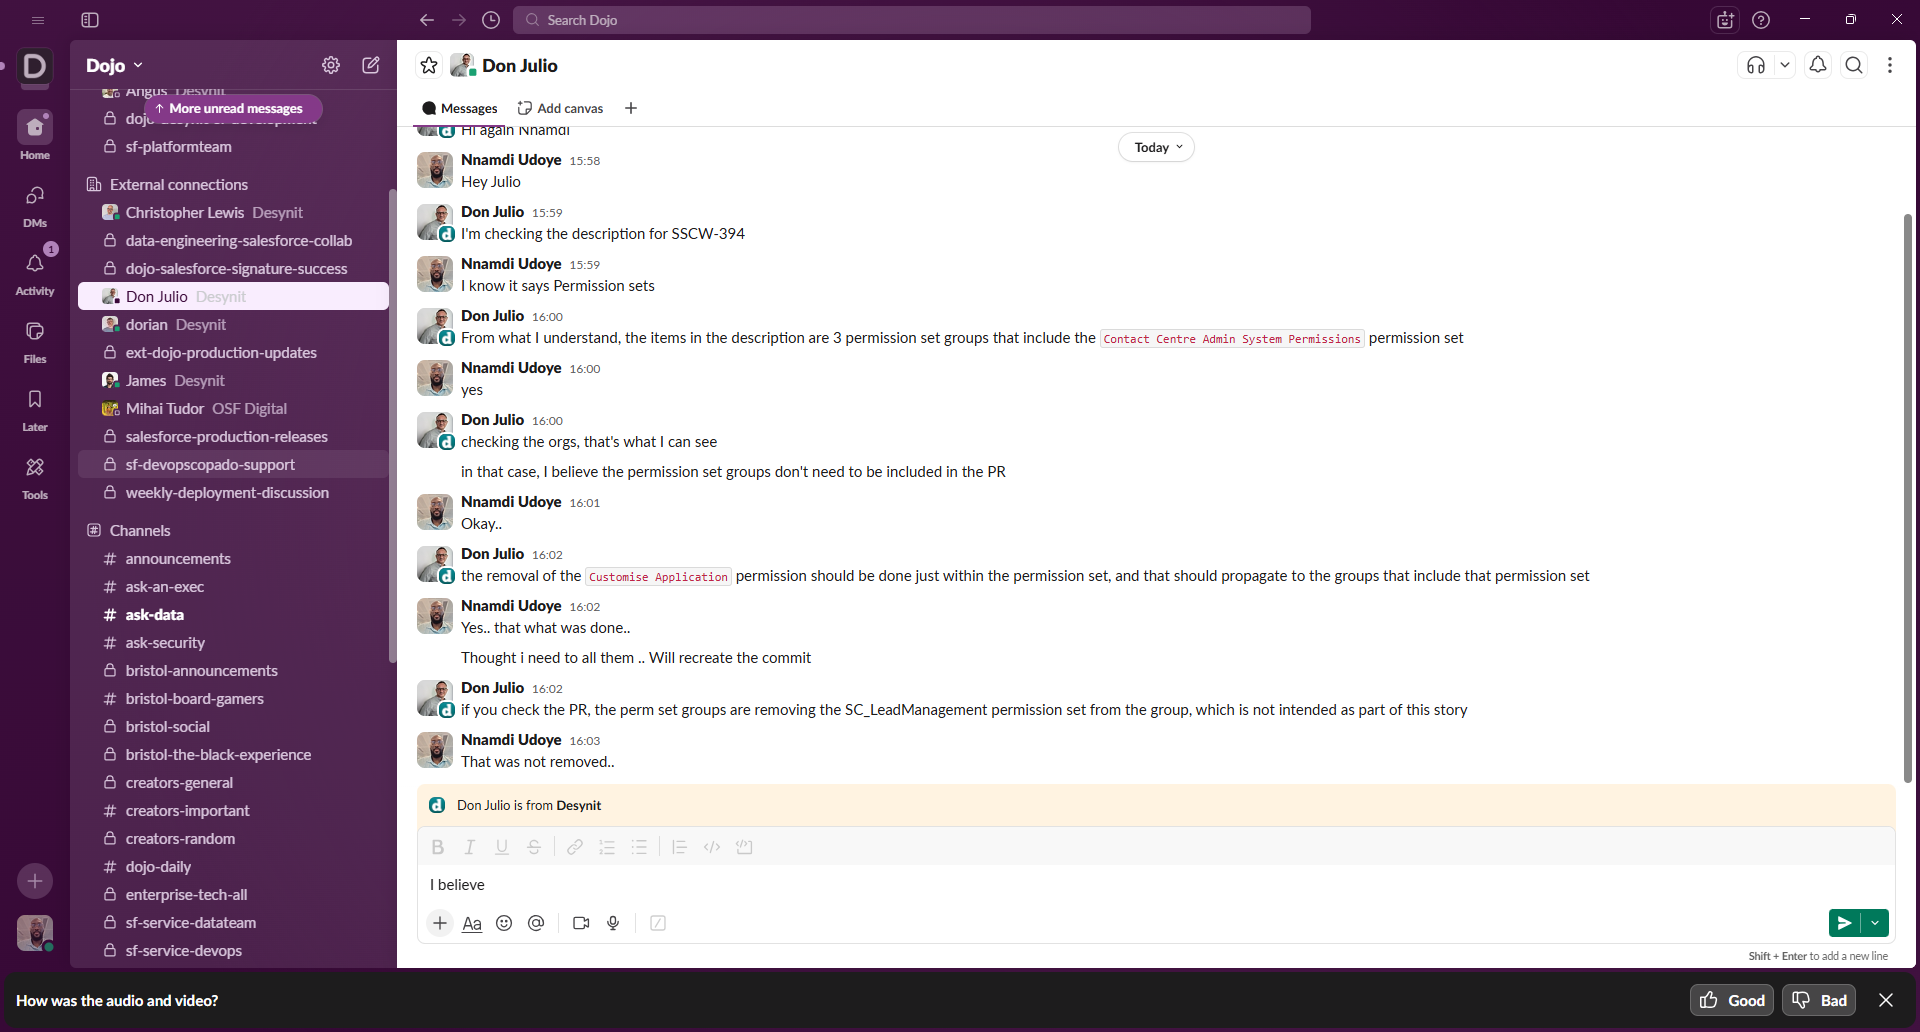 Search Dojo
D
Dojo
Angus Desynit
More unread messages
sf-platformteam
External connections
Christopher Lewis Desynit
data-engineering-salesforce-collab
dojo-salesforce-signature-success
Don Julio Desynit
dorian Desynit
ext-dojo-production-updates
James Desynit
Mihai Tudor OSF Digital
salesforce-production-releases
sf-devopscopado-support
weekly-deployment-discussion
Channels
announcements
ask-an-exec
ask-data
ask-security
bristol-announcements
bristol-board-gamers
bristol-social
bristol-the-black-experience
creators-general
creators-important
creators-random
dojo-daily
enterprise-tech-all
sf-service-datateam
sf-service-devops
Home
DMs
1
Activity
Files
Later
Tools
Don Julio
Messages
Add canvas
Hi again Nnamdi
Today
Nnamdi Udoye 15:58
Hey Julio
Don Julio 15:59
I'm checking the description for SSCW-394
Nnamdi Udoye 15:59
I know it says Permission sets
Don Julio 16:00
From what I understand, the items in the description are 3 permission set groups that include the Contact Centre Admin System Permissions permission set
Nnamdi Udoye 16:00
yes
Don Julio 16:00
checking the orgs, that's what I can see
in that case, I believe the permission set groups don't need to be included in the PR
Nnamdi Udoye 16:01
Okay..
Don Julio 16:02
the removal of the Customise Application permission should be done just within the permission set, and that should propagate to the groups that include that permission set
Nnamdi Udoye 16:02
Yes.. that what was done..
Thought i need to all them .. Will recreate the commit
Don Julio 16:02
if you check the PR, the perm set groups are removing the SC_LeadManagement permission set from the group, which is not intended as part of this story
Nnamdi Udoye 16:03
That was not removed..
Don Julio is from Desynit
I believe
Aa
Shift + Enter to add a new line
How was the audio and video?
Good
Bad